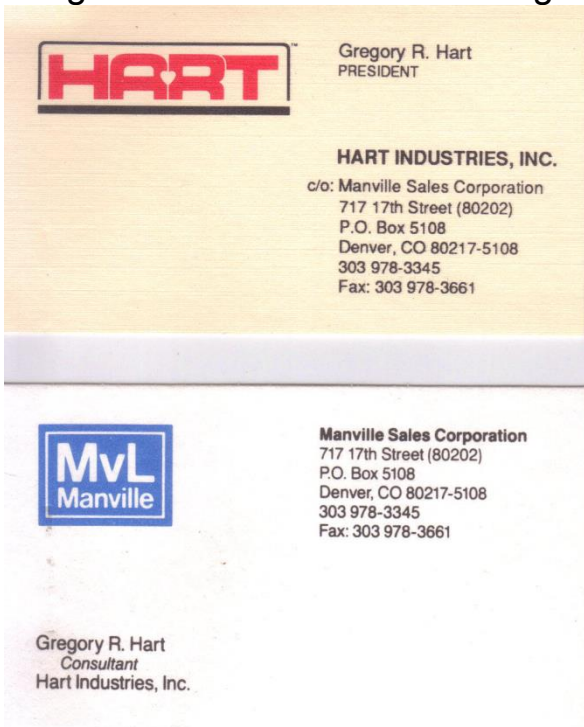 HART™
Gregory R. Hart
PRESIDENT
HART INDUSTRIES, INC.
c/o: Manville Sales Corporation
717 17th Street (80202)
P.O. Box 5108
Denver, CO 80217-5108
303 978-3345
Fax: 303 978-3661
MvL
Manville
Manville Sales Corporation
717 17th Street (80202)
P.O. Box 5108
Denver, CO 80217-5108
303 978-3345
Fax: 303 978-3661
Gregory R. Hart
Consultant
Hart Industries, Inc.